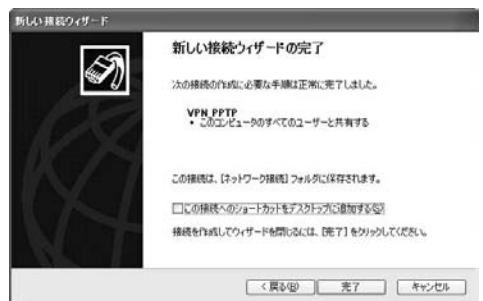 新しい接続ウィザード
新しい接続ウィザードの完了
次の接続の作成に必要な手順は正常に完了しました。
VPN_PPTP
• このコンピュータのすべてのユーザーと共有する
この接続は、[ネットワーク接続] フォルダに保存されます。
この接続へのショートカットをデスクトップに追加する(S)
接続を作成してウィザードを閉じるには、[完了] をクリックしてください。
< 戻る(B)
完了
キャンセル